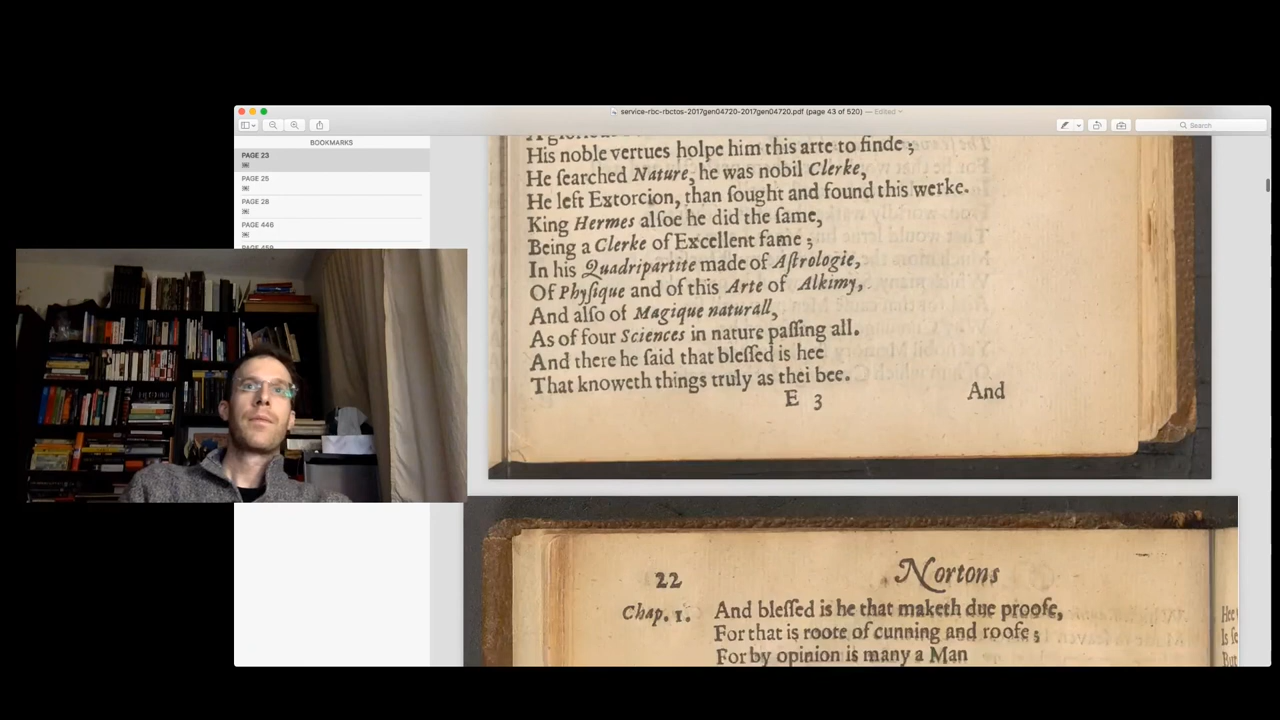 service-rbc-rbctos-2017gen04720-2017gen04720.pdf (page 43 of 520) — Edited
Search
BOOKMARKS
PAGE 23
PAGE 25
PAGE 28
PAGE 446
His noble vertues holpe him this arte to finde ;
He ſearched Nature, he was nobil Clerke,
He left Extorcion, than ſought and found this werke.
King Hermes alſoe he did the ſame,
Being a Clerke of Excellent fame ;
In his Quadripartite made of Aſtrologie,
Of Phyſique and of this Arte of Alkimy,
And alſo of Magique naturall,
As of four Sciences in nature paſſing all.
And there he ſaid that bleſſed is hee
That knoweth things truly as thei bee.
E 3
And
22
Nortons
Chap. 1.
And bleſſed is he that maketh due proofe,
For that is roote of cunning and roofe ;
For by opinion is many a Man